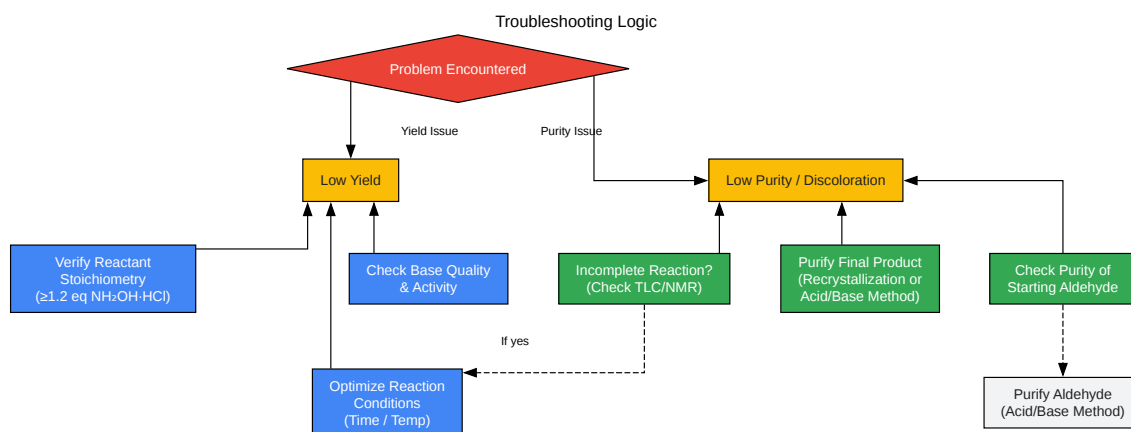 Troubleshooting Logic
Problem Encountered
Yield Issue
Purity Issue
Low Yield
Low Purity / Discoloration
Verify Reactant
Stoichiometry
(≥1.2 eq NH₂OH·HCl)
Check Base Quality
& Activity
Incomplete Reaction?
(Check TLC/NMR)
Purify Final Product
(Recrystallization or
Acid/Base Method)
Check Purity of
Starting Aldehyde
If yes
Optimize Reaction
Conditions
(Time / Temp)
Purify Aldehyde
(Acid/Base Method)